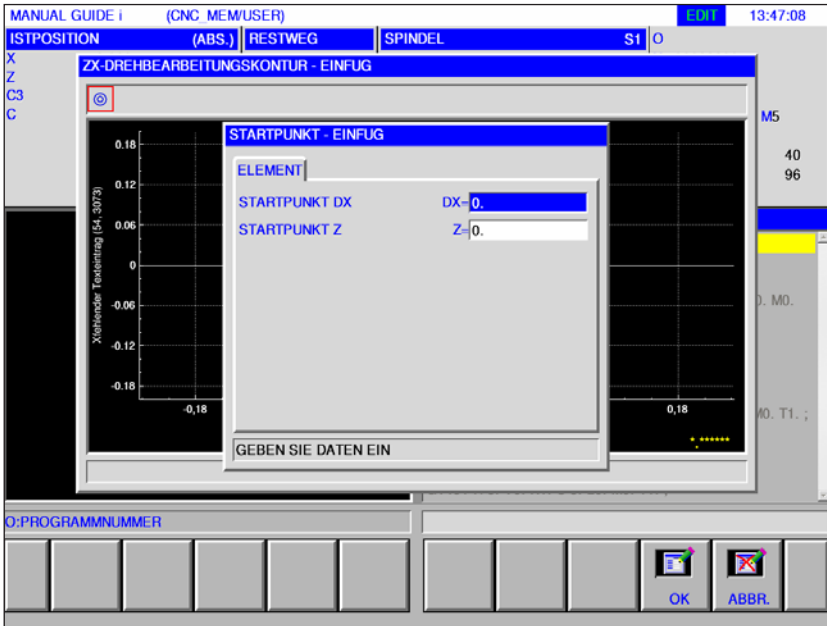 MANUAL GUIDE i (CNC_MEM/USER) EDIT 13:47:08
ISTPOSITION (ABS.) RESTWEG SPINDEL S1 O
X
Z
C3
C
M5
40
96
ZX-DREHBEARBEITUNGSKONTUR - EINFUG
Xfehlender Texteintrag (54, 3073)
0.18
0.12
0.06
0
-0.06
-0.12
-0.18
-0,18
0,18
*.******
STARTPUNKT - EINFUG
ELEMENT
STARTPUNKT DX DX=0.
STARTPUNKT Z Z=0.
GEBEN SIE DATEN EIN
0. M0.
M0. T1. ;
O:PROGRAMMNUMMER
OK ABBR.